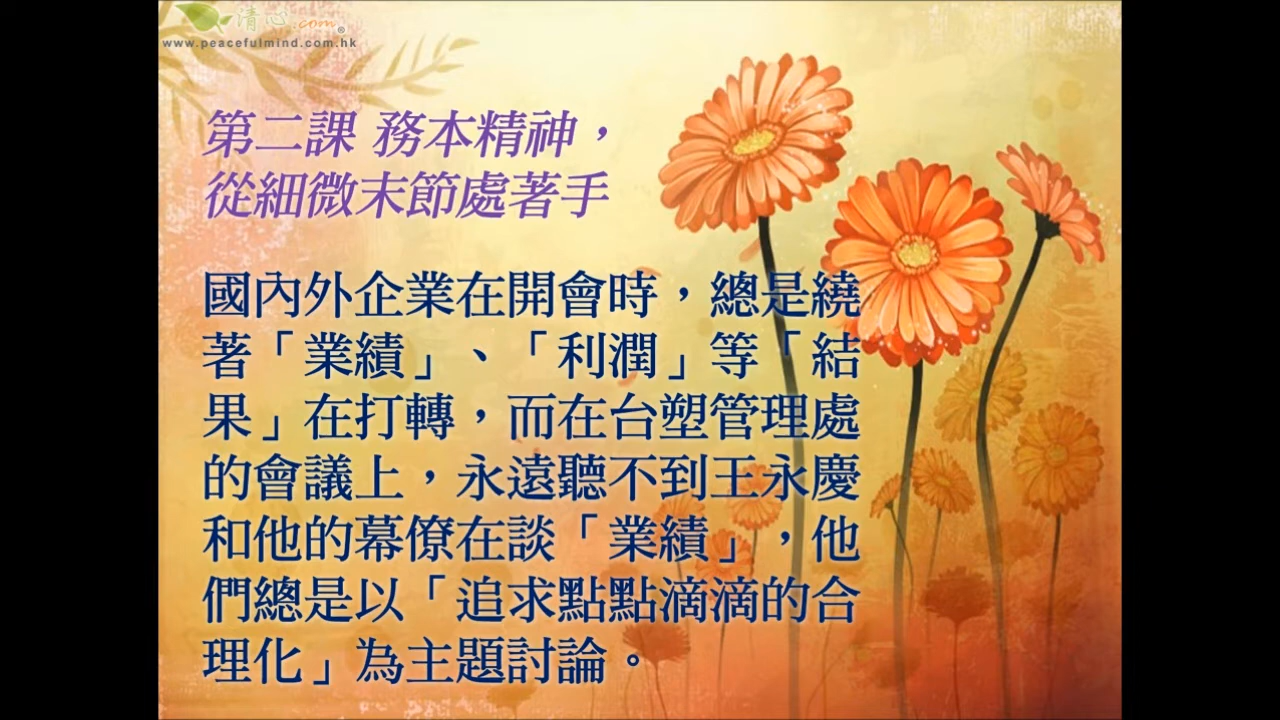 清心.com®
www.peacefulmind.com.hk
第二課 務本精神，
從細微末節處著手
國內外企業在開會時，總是繞
著「業績」、「利潤」等「結
果」在打轉，而在台塑管理處
的會議上，永遠聽不到王永慶
和他的幕僚在談「業績」，他
們總是以「追求點點滴滴的合
理化」為主題討論。